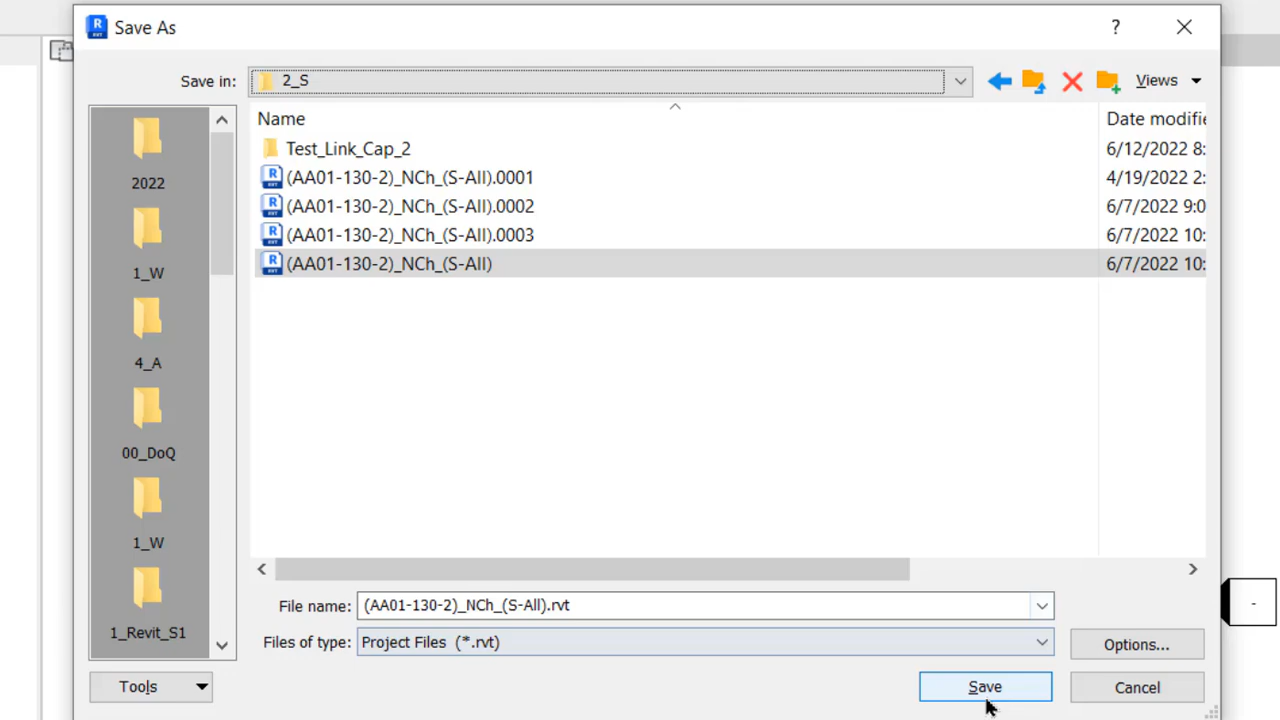 Save As
?
Save in:
2_S
Views
Name
Date modifie
Test_Link_Cap_2
6/12/2022 8:
(AA01-130-2)_NCh_(S-All).0001
4/19/2022 2:
(AA01-130-2)_NCh_(S-All).0002
6/7/2022 9:0
(AA01-130-2)_NCh_(S-All).0003
6/7/2022 10:
(AA01-130-2)_NCh_(S-All)
6/7/2022 10:
2022
1_W
4_A
00_DoQ
1_W
1_Revit_S1
File name:
(AA01-130-2)_NCh_(S-All).rvt
Files of type:
Project Files (*.rvt)
Options...
Tools
Save
Cancel